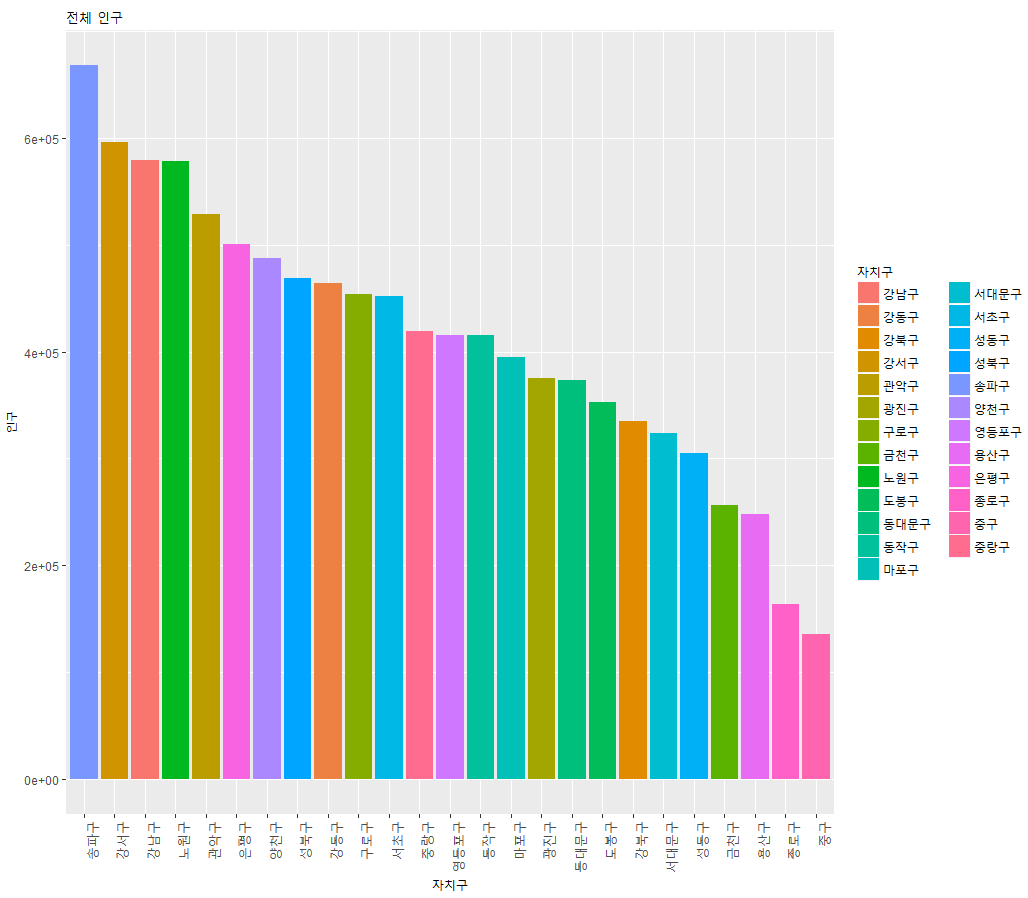 전체 인구
6e+05
4e+05
2e+05
0e+00
인구
송파구
강서구
강남구
노원구
관악구
은평구
양천구
성북구
강동구
구로구
서초구
중랑구
영등포구
동작구
마포구
광진구
동대문구
도봉구
강북구
서대문구
성동구
금천구
용산구
종로구
중구
자치구
자치구
강남구
강동구
강북구
강서구
관악구
광진구
구로구
금천구
노원구
도봉구
동대문구
동작구
마포구
서대문구
서초구
성동구
성북구
송파구
양천구
영등포구
용산구
은평구
종로구
중구
중랑구